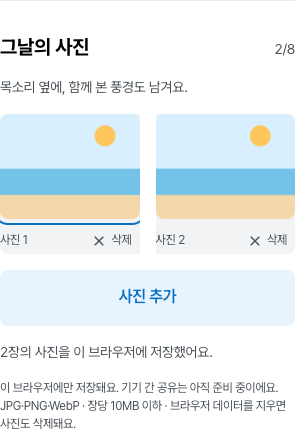 그날의 사진
2/8
목소리 옆에, 함께 본 풍경도 남겨요.
사진 1
삭제
사진 2
삭제
사진 추가
2장의 사진을 이 브라우저에 저장했어요.
이 브라우저에만 저장돼요. 기기 간 공유는 아직 준비 중이에요.
JPG·PNG·WebP · 장당 10MB 이하 · 브라우저 데이터를 지우면
사진도 삭제돼요.